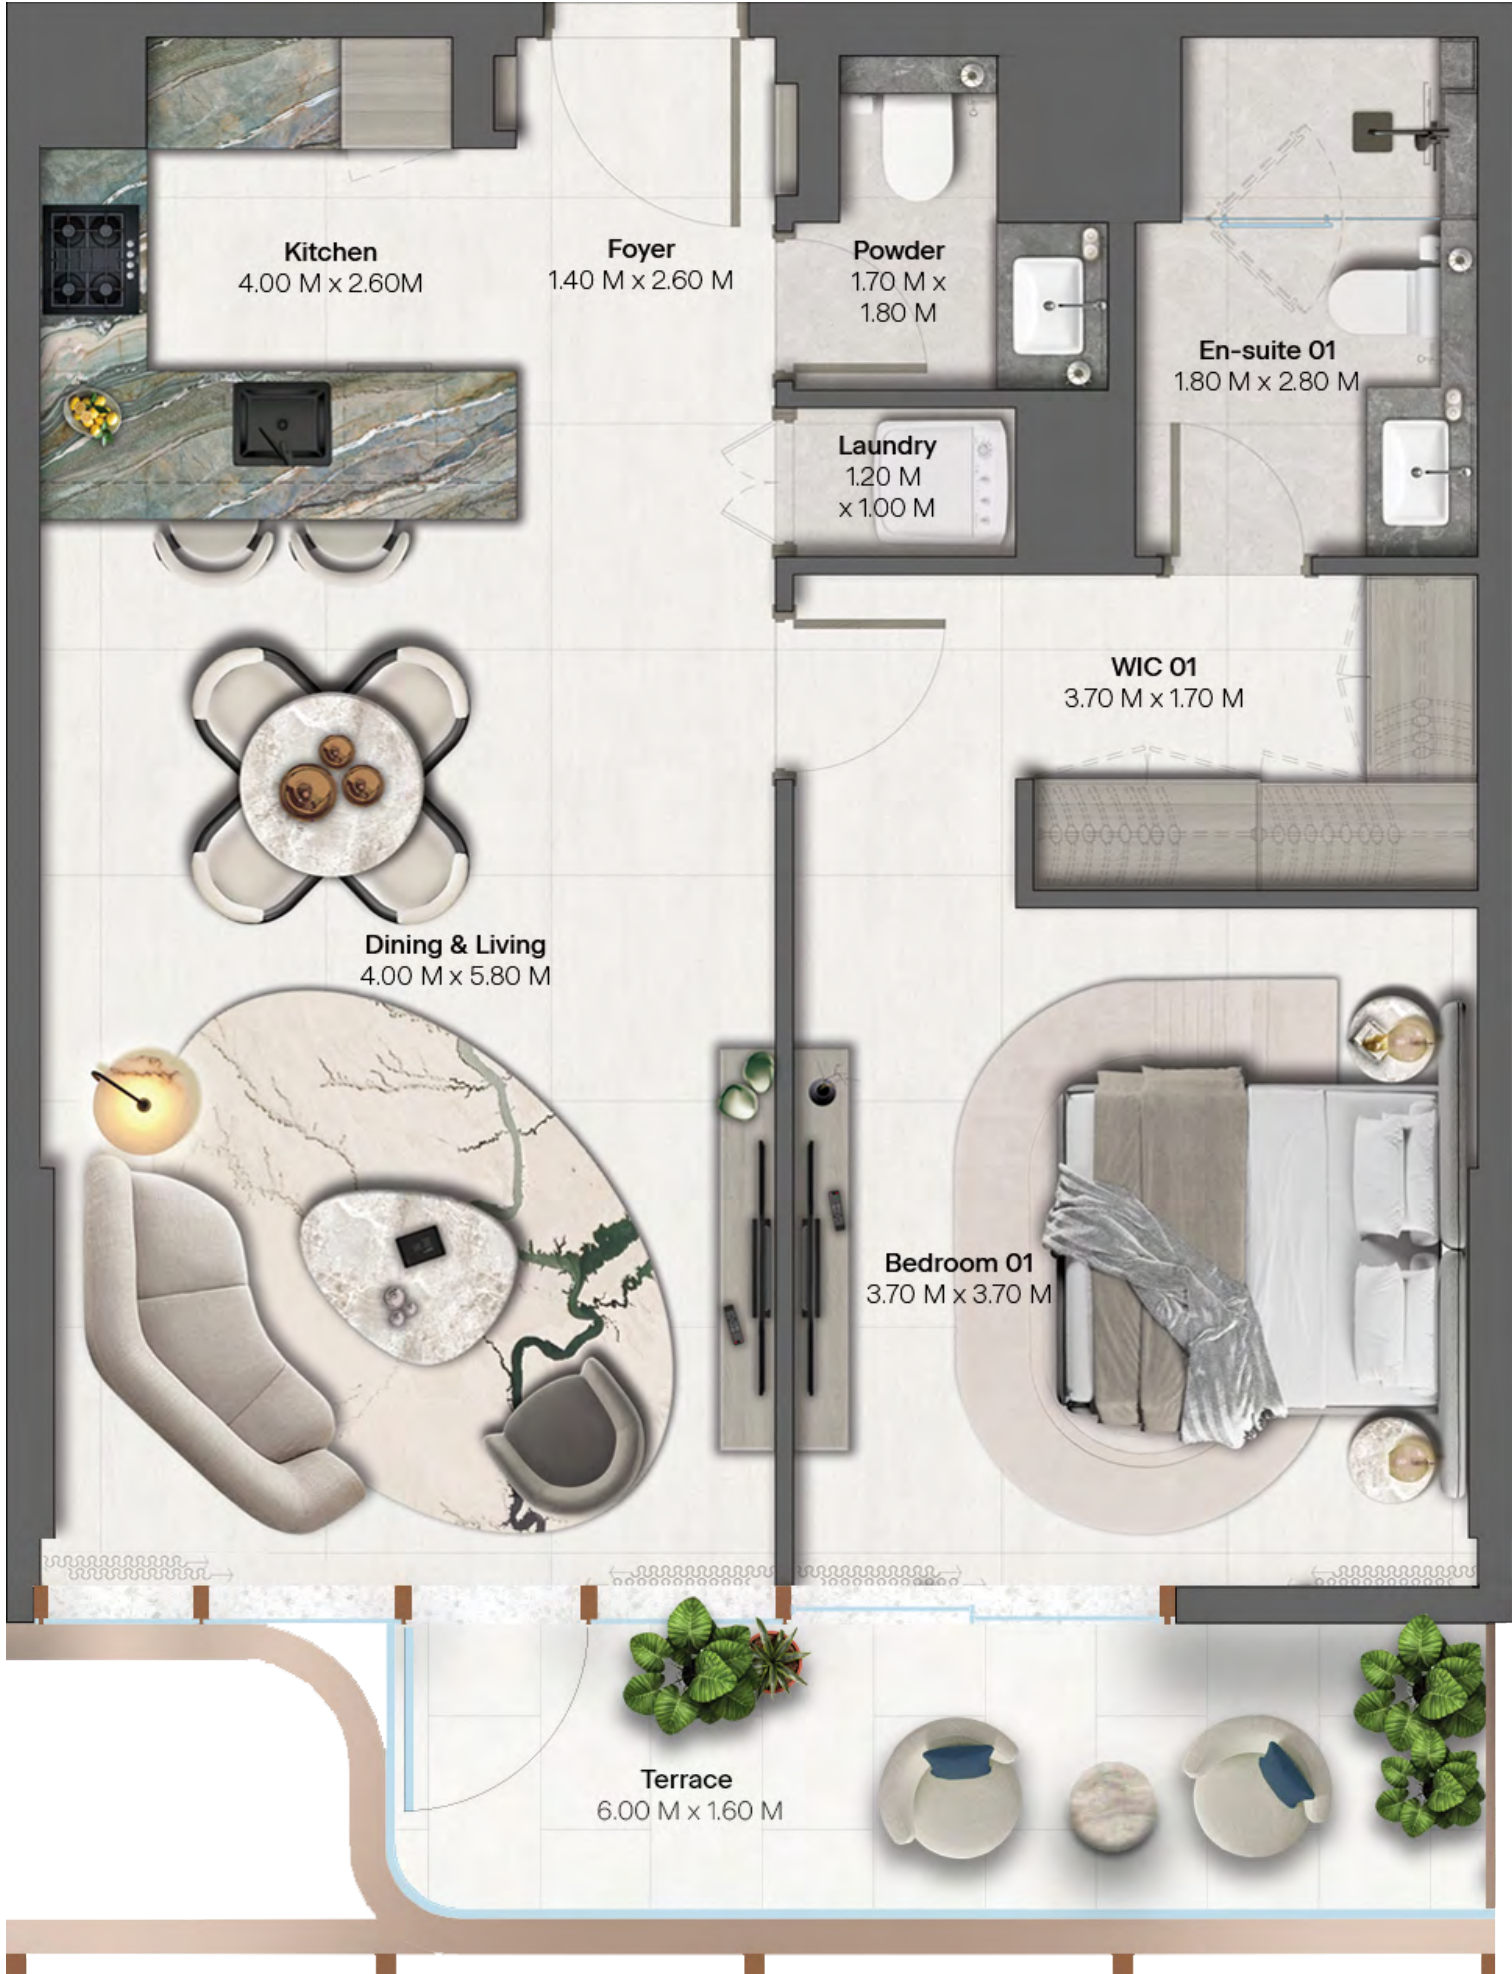 Kitchen
4.00 M x 2.60M
Foyer
1.40 M x 2.60 M
Powder
1.70 M x
1.80 M
En-suite 01
1.80 M x 2.80 M
Laundry
1.20 M
x 1.00 M
WIC 01
3.70 M x 1.70 M
Dining & Living
4.00 M x 5.80 M
Bedroom 01
3.70 M x 3.70 M
Terrace
6.00 M x 1.60 M